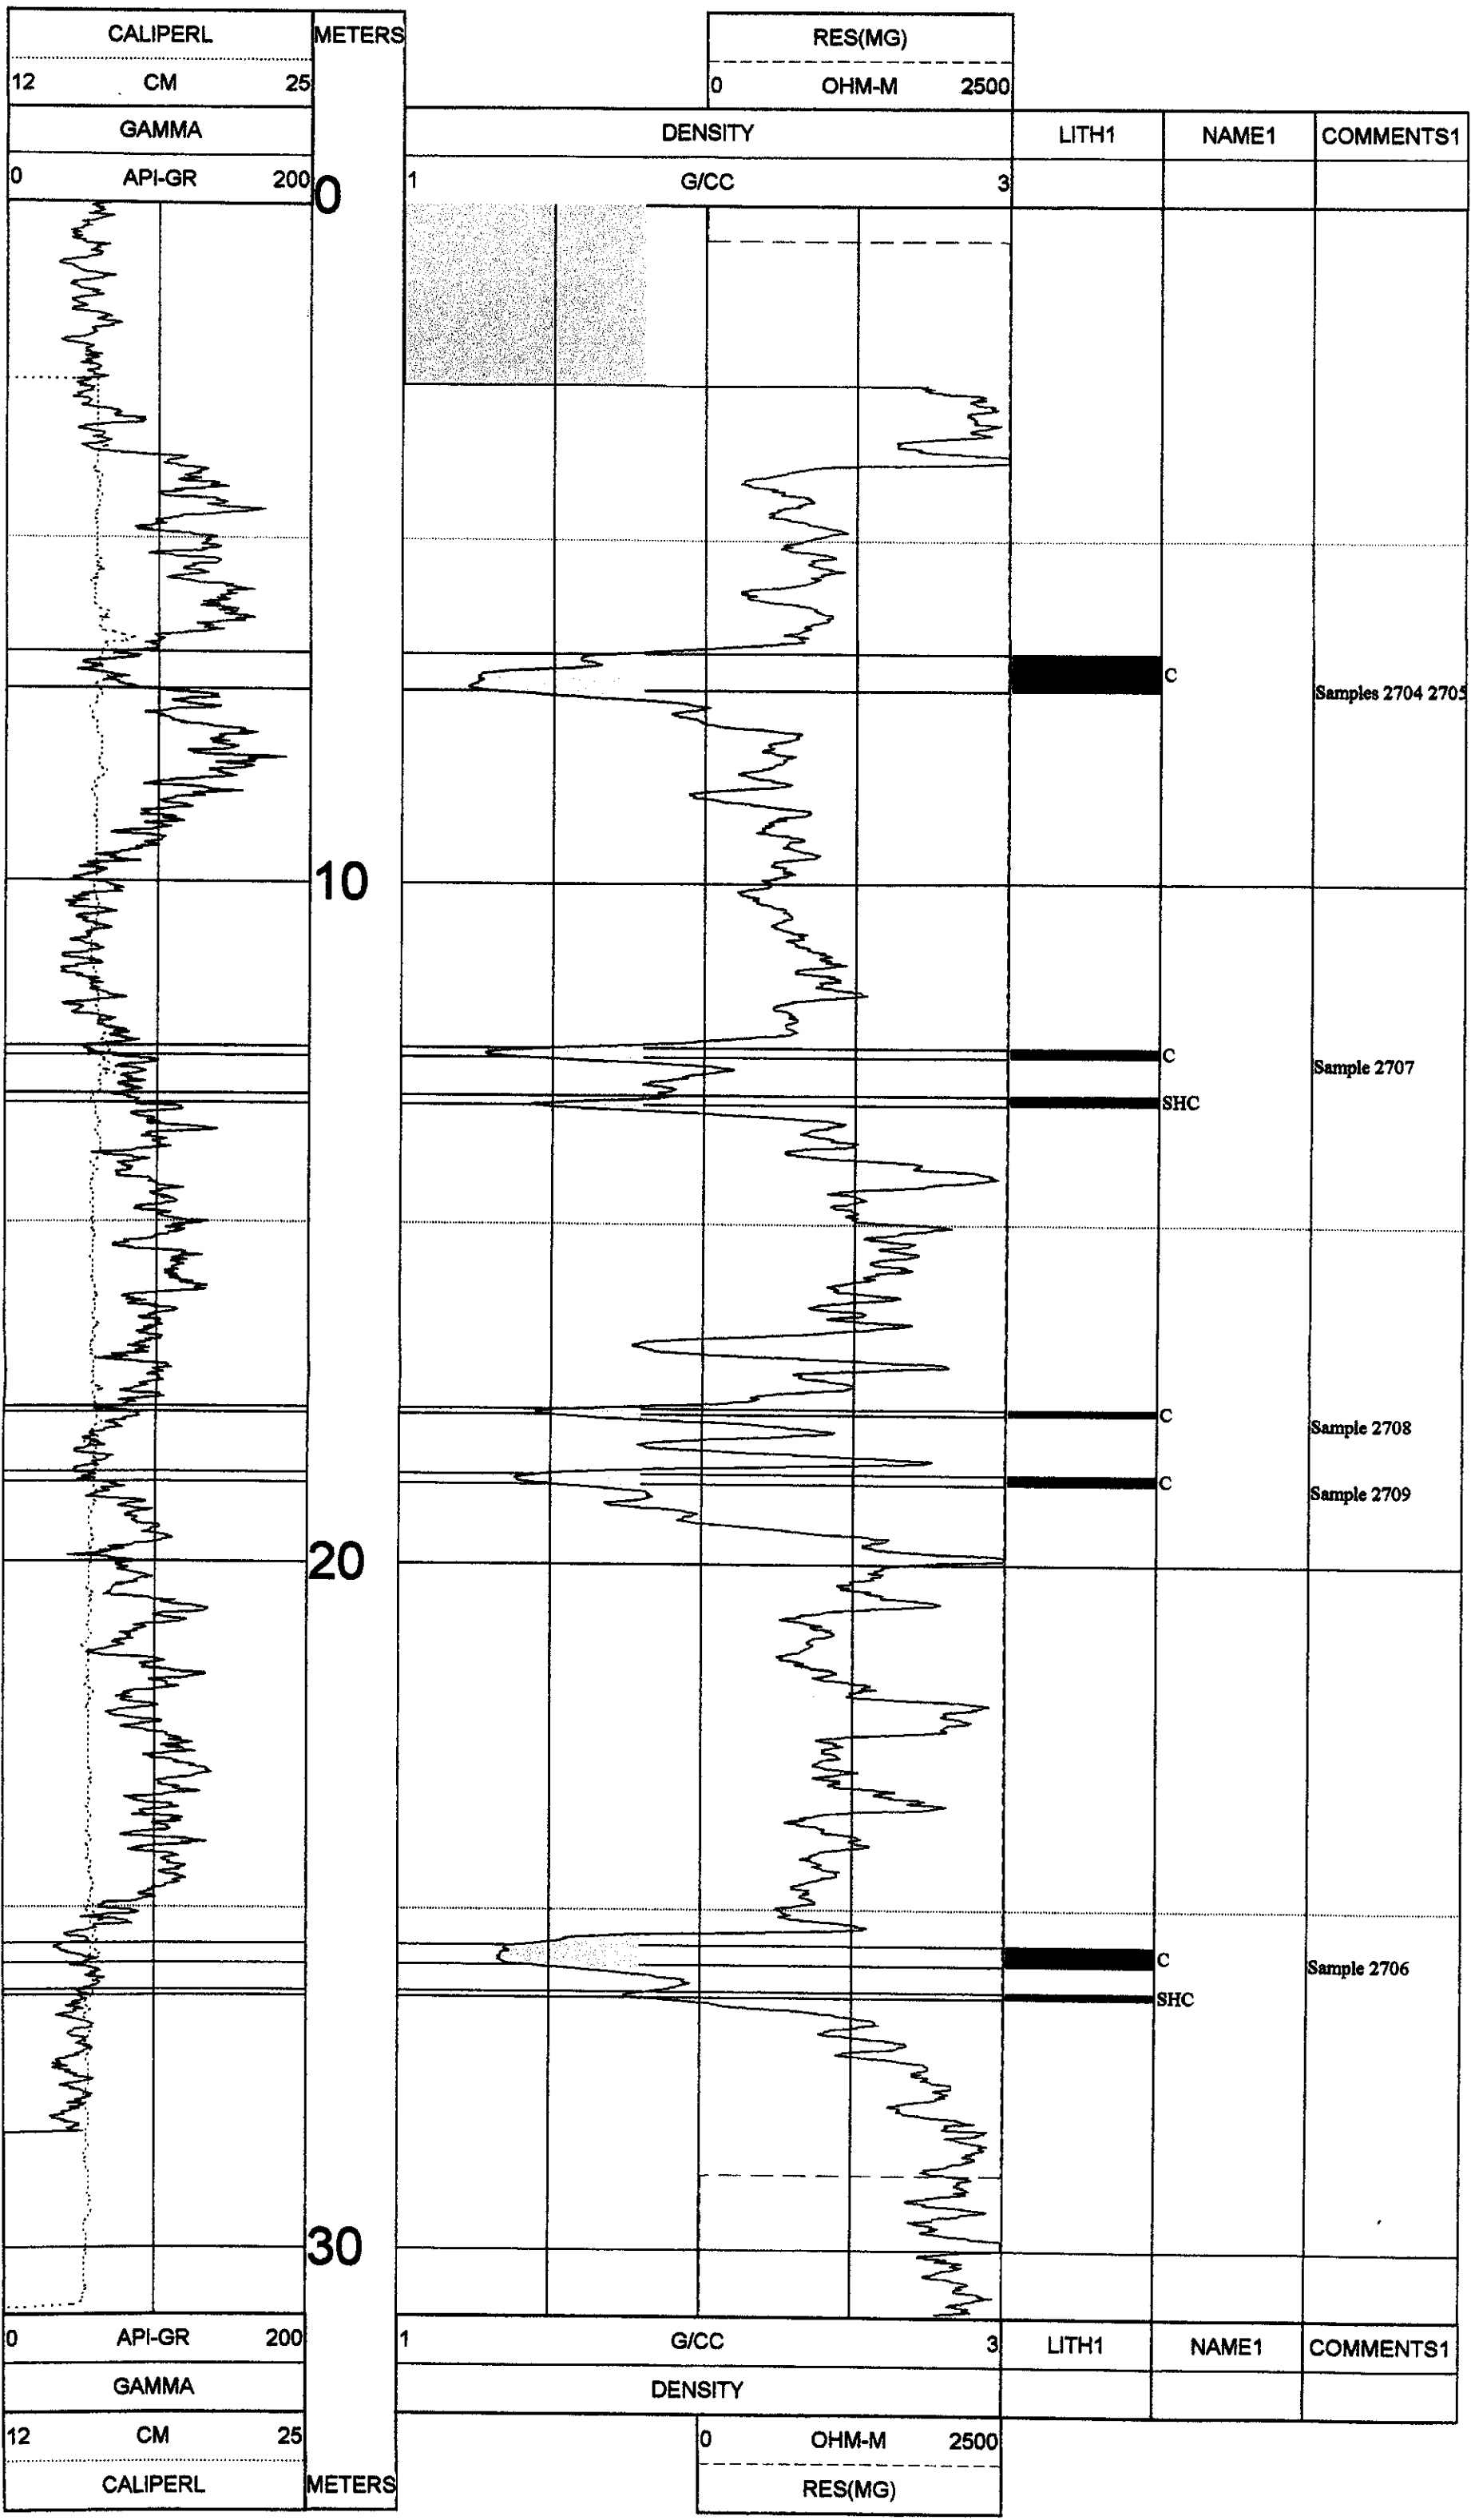 CALIPERL METERS RES(MG)
12 CM 25 0 OHM-M 2500
GAMMA DENSITY LITH1 NAME1 COMMENTS1
0 API-GR 200 1 G/CC 3
0
C
Samples 2704 2705
10
C
Sample 2707
SHC
C
Sample 2708
C
Sample 2709
20
C
Sample 2706
SHC
30
0 API-GR 200 1 G/CC 3 LITH1 NAME1 COMMENTS1
GAMMA DENSITY
12 CM 25 0 OHM-M 2500
CALIPERL METERS RES(MG)